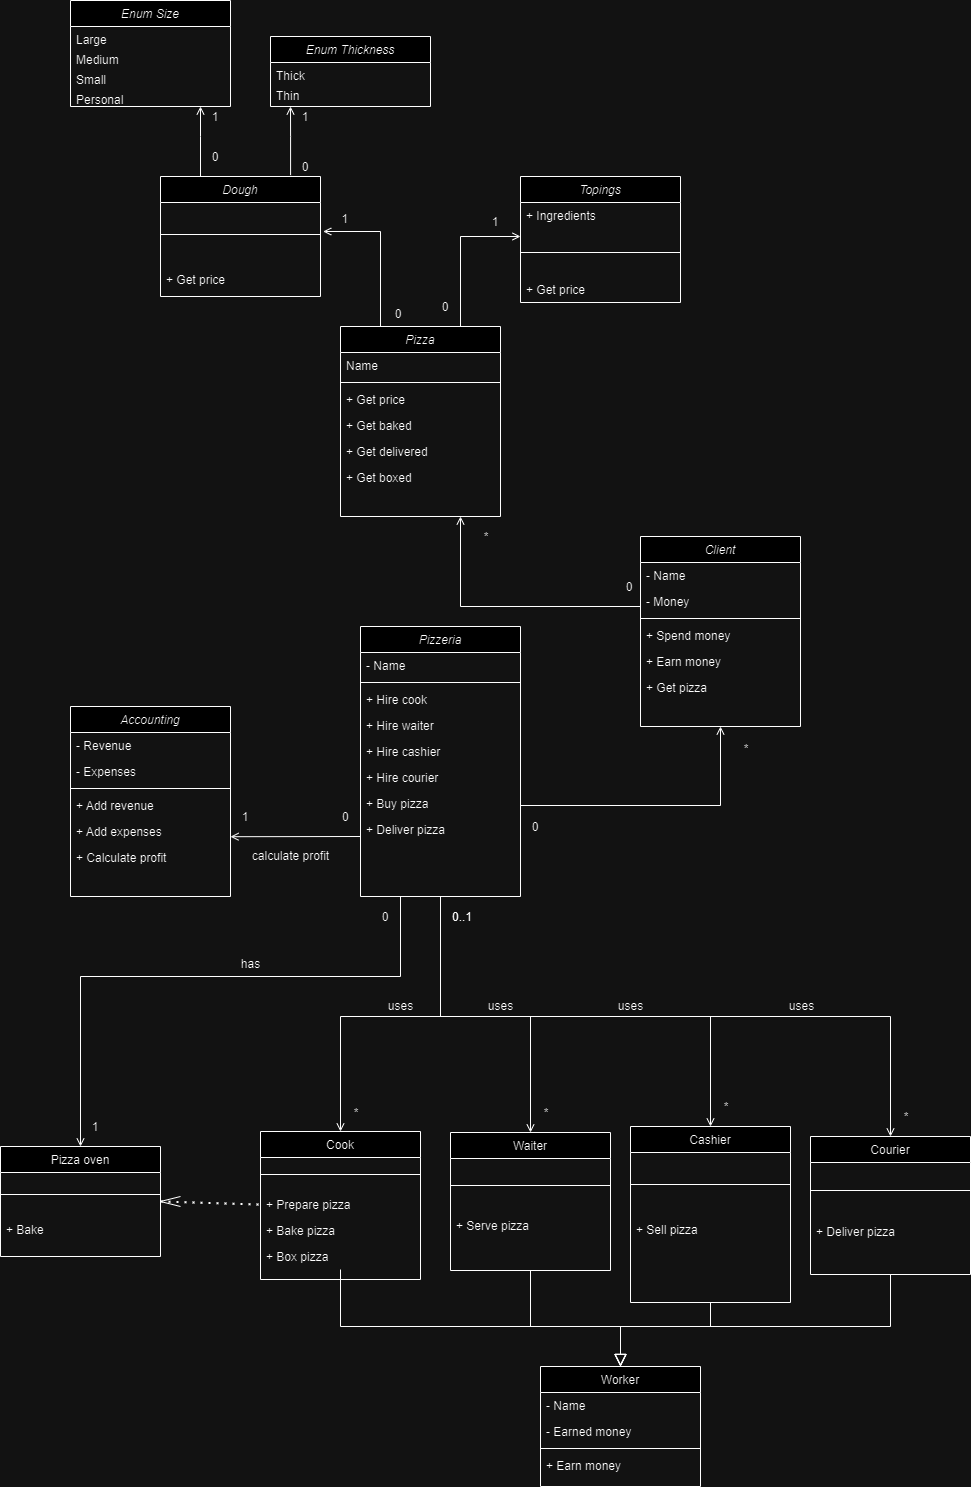 Enum Size
Large
Medium
Small
Personal
Enum Thickness
Thick
Thin
1
1
0
0
Dough
+ Get price
Topings
+ Ingredients
+ Get price
1
1
0
0
Pizza
Name
+ Get price
+ Get baked
+ Get delivered
+ Get boxed
*
0
Client
- Name
- Money
+ Spend money
+ Earn money
+ Get pizza
*
Pizzeria
- Name
+ Hire cook
+ Hire waiter
+ Hire cashier
+ Hire courier
+ Buy pizza
+ Deliver pizza
0
Accounting
- Revenue
- Expenses
+ Add revenue
+ Add expenses
+ Calculate profit
1
0
calculate profit
0
0..1
has
uses
uses
uses
uses
1
*
*
*
*
Pizza oven
+ Bake
Cook
+ Prepare pizza
+ Bake pizza
+ Box pizza
Waiter
+ Serve pizza
Cashier
+ Sell pizza
Courier
+ Deliver pizza
Worker
- Name
- Earned money
+ Earn money